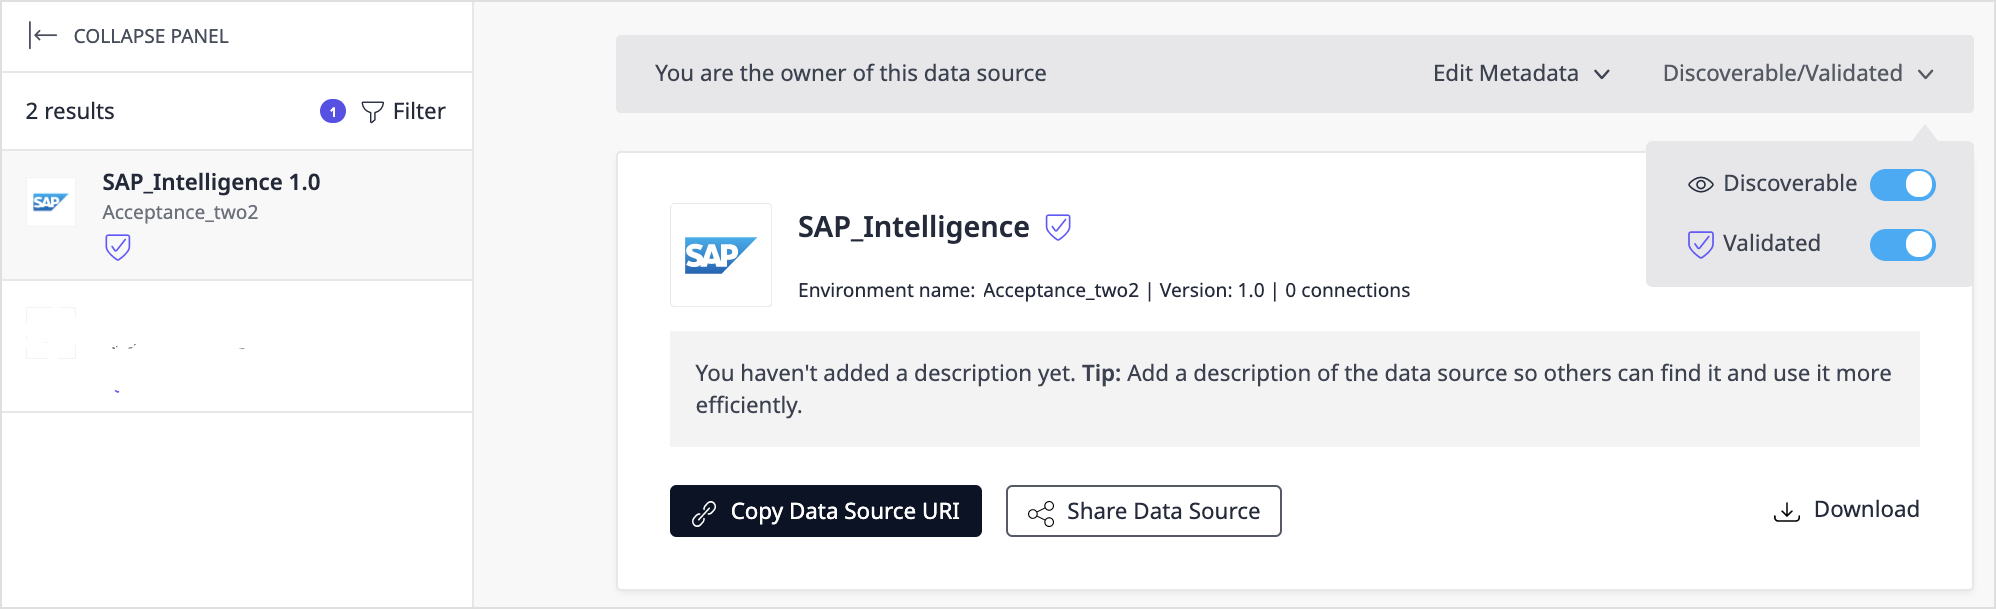 COLLAPSE PANEL
2 results
1
Filter
SAP
SAP_Intelligence 1.0
Acceptance_two2
You are the owner of this data source
Edit Metadata
Discoverable/Validated
Discoverable
Validated
SAP
SAP_Intelligence
Environment name: Acceptance_two2 | Version: 1.0 | 0 connections
You haven't added a description yet. Tip: Add a description of the data source so others can find it and use it more
efficiently.
Copy Data Source URI
Share Data Source
Download